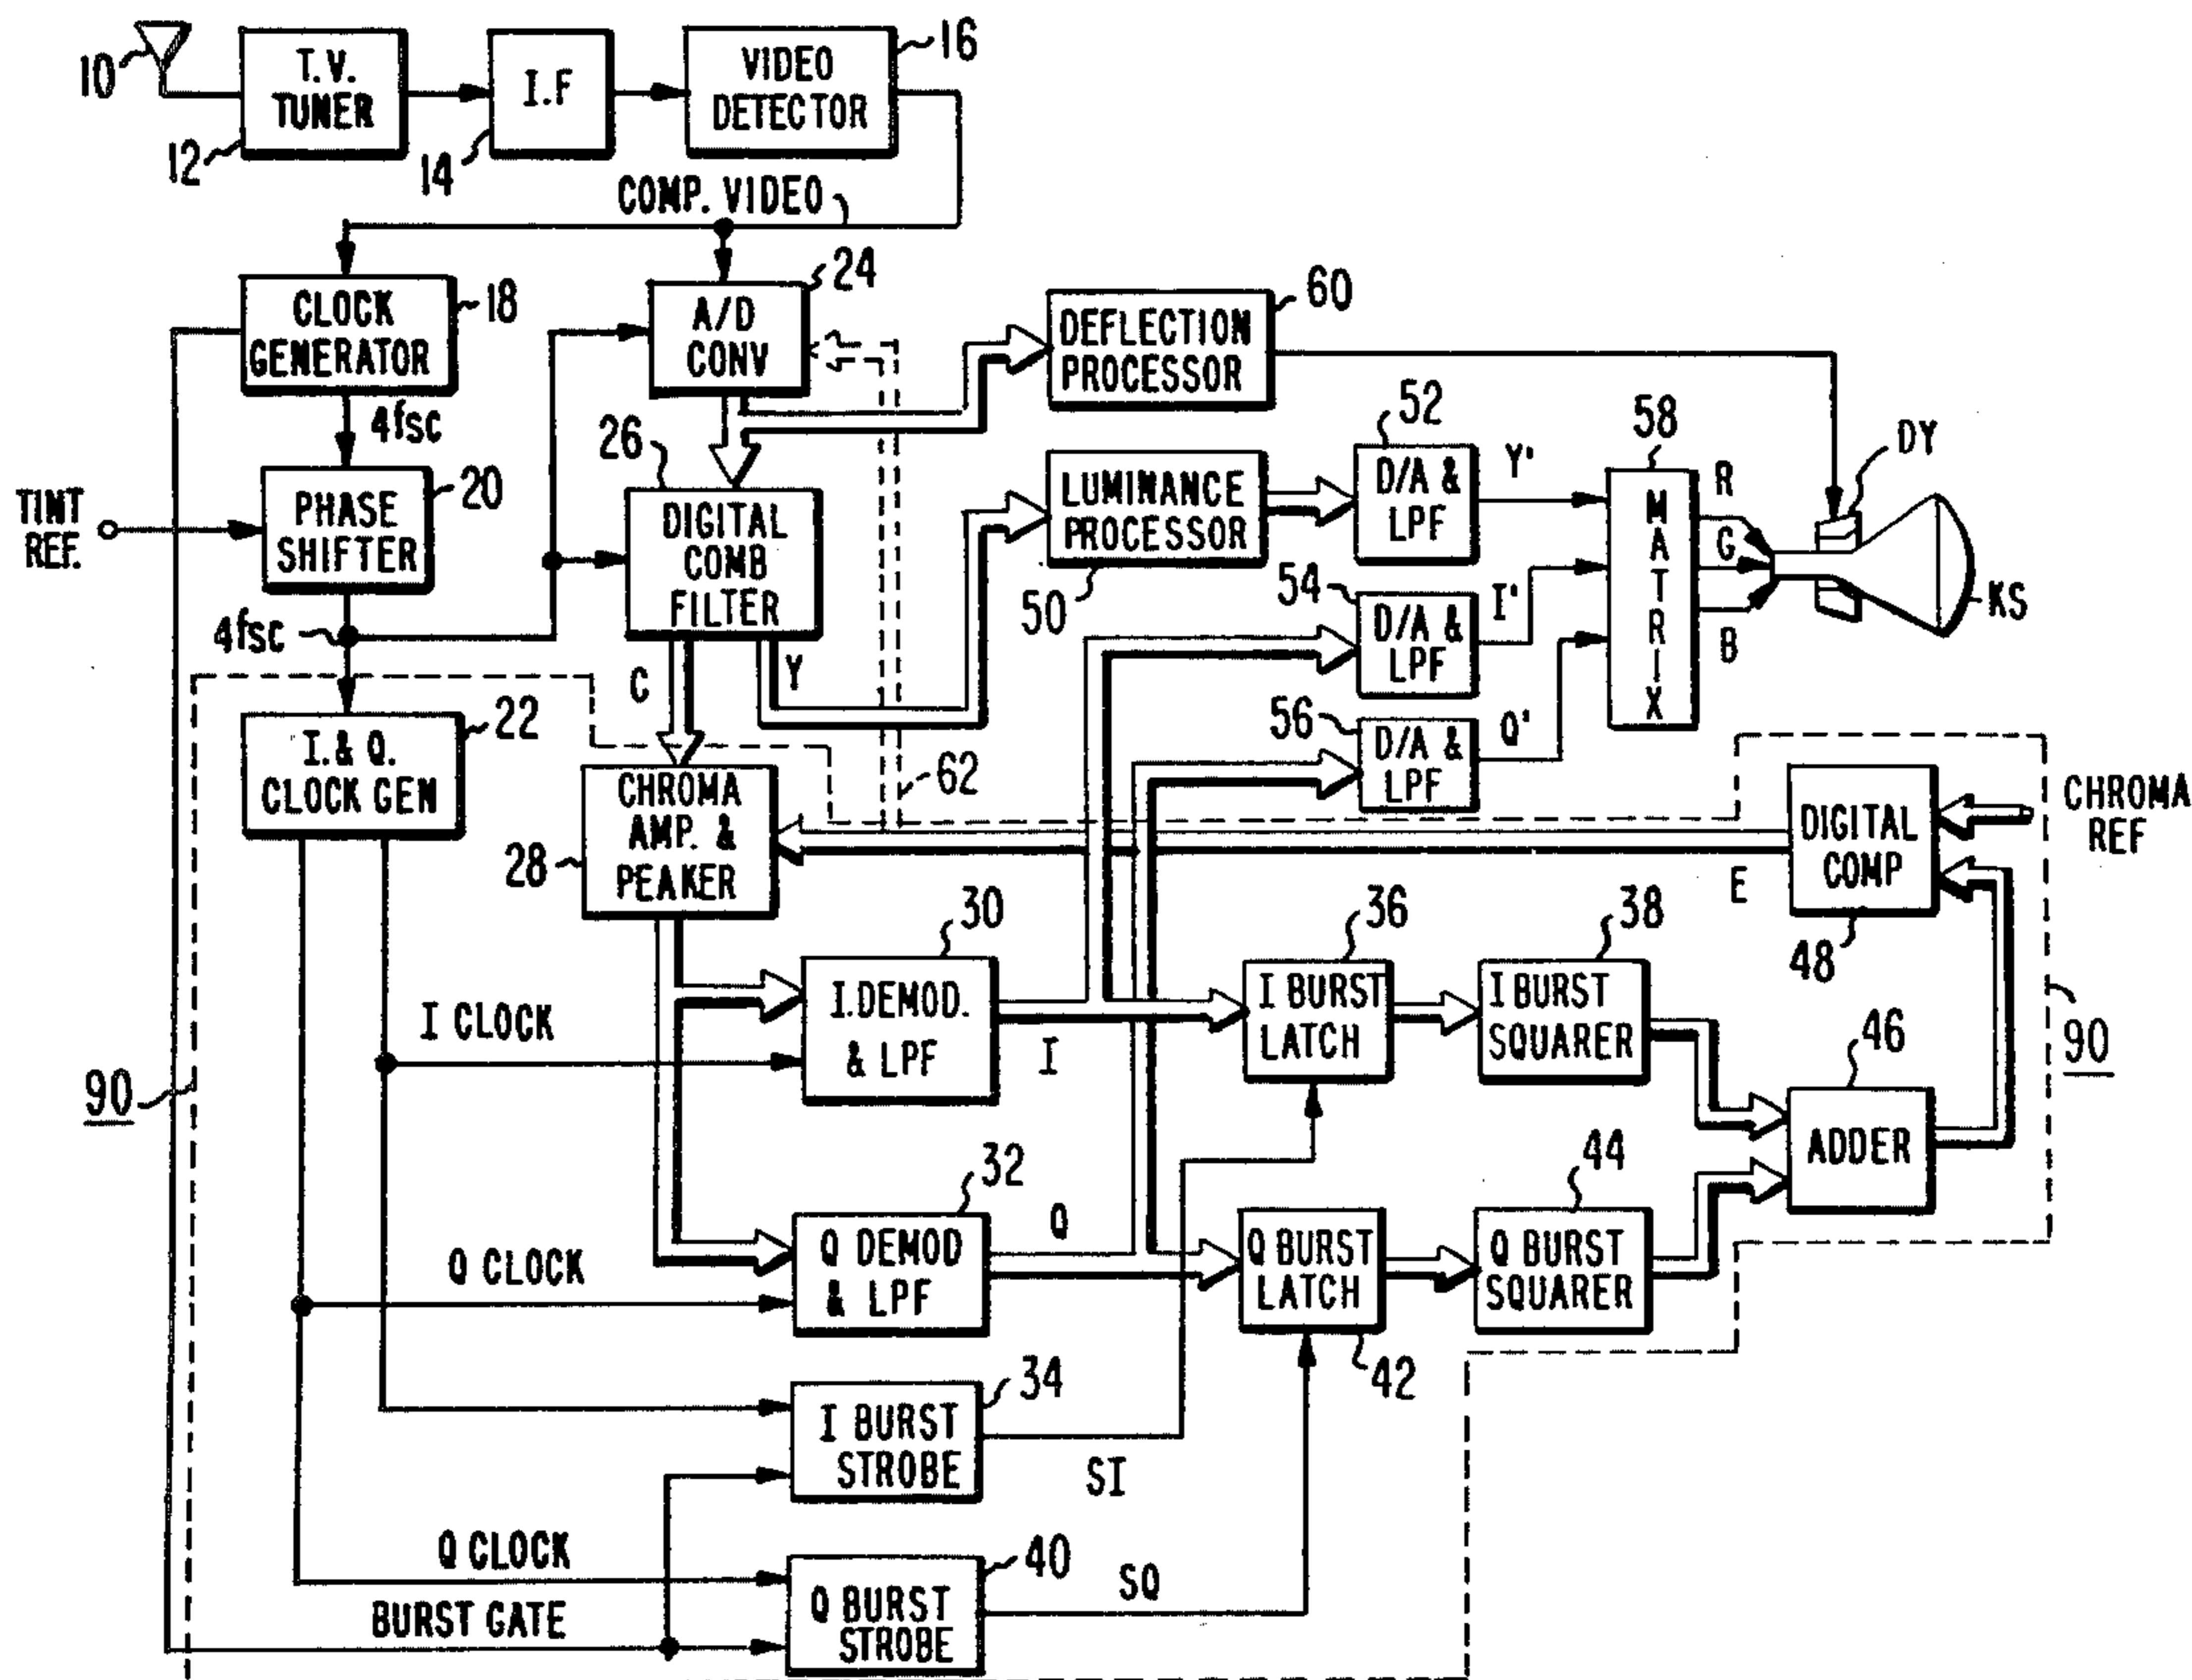 10
T.V.
TUNER
12
I.F
14
VIDEO
DETECTOR
16
COMP. VIDEO
CLOCK
GENERATOR
18
4fsc
A/D
CONV
24
DEFLECTION
PROCESSOR
60
TINT
REF.
PHASE
SHIFTER
20
4fsc
26
DIGITAL
COMB
FILTER
C
Y
LUMINANCE
PROCESSOR
50
52
D/A &
LPF
Y'
54
D/A &
LPF
I'
56
D/A &
LPF
Q'
58
MATRIX
R
G
B
DY
KS
I. & Q.
CLOCK GEN
22
CHROMA
AMP. &
PEAKER
28
62
DIGITAL
COMP
48
CHROMA
REF
E
90
I CLOCK
30
I. DEMOD.
& LPF
I
36
I BURST
LATCH
38
I BURST
SQUARER
46
ADDER
90
Q CLOCK
32
Q DEMOD
& LPF
Q
Q BURST
LATCH
42
44
Q BURST
SQUARER
I BURST
STROBE
34
SI
Q CLOCK
BURST GATE
Q BURST
STROBE
40
SQ